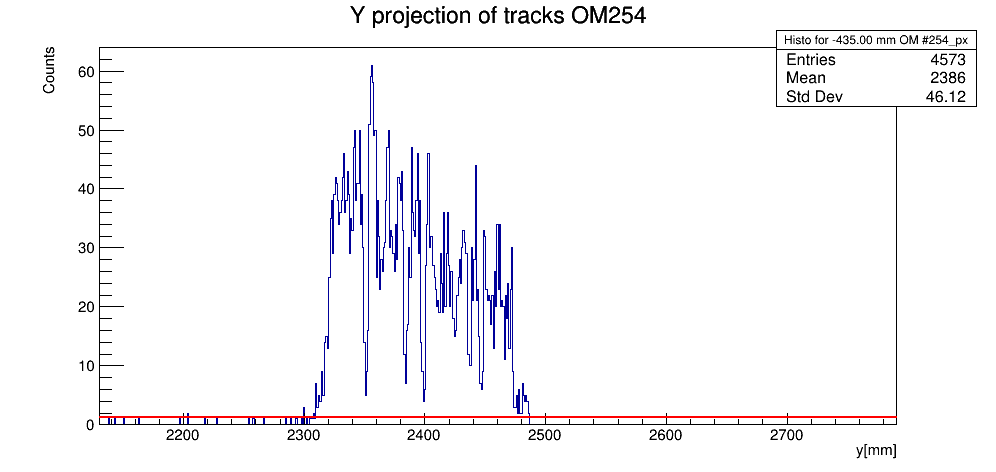 Y projection of tracks OM254
Histo for -435.00 mm OM #254_px
Entries 4573
Mean 2386
Std Dev 46.12
Counts
60
50
40
30
20
10
0
2200 2300 2400 2500 2600 2700
y[mm]